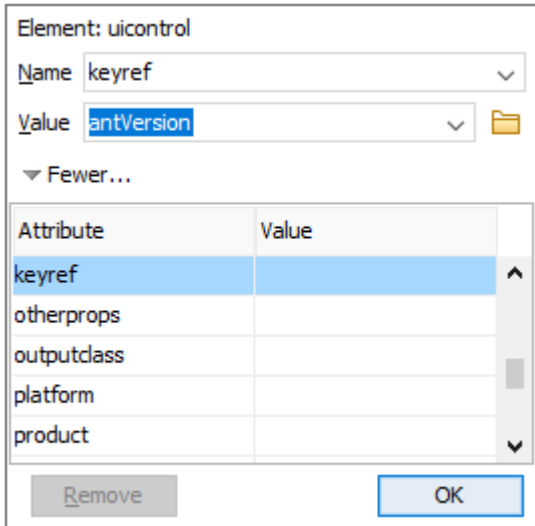 Element: uicontrol
Name keyref
Value antVersion
Fewer...
Attribute Value
keyref
otherprops
outputclass
platform
product
Remove OK